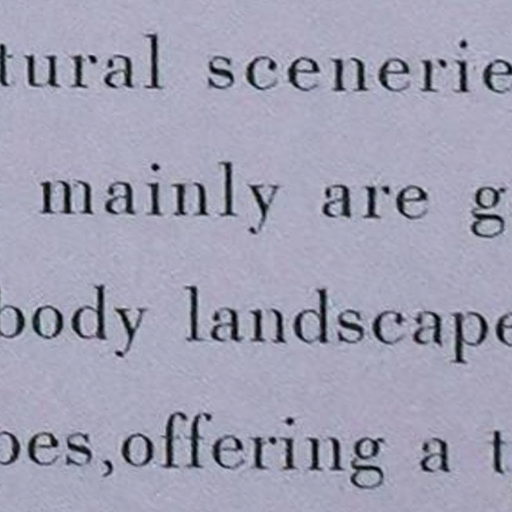 tural scenerie
mainly are g
body landscape
pes,offering a t